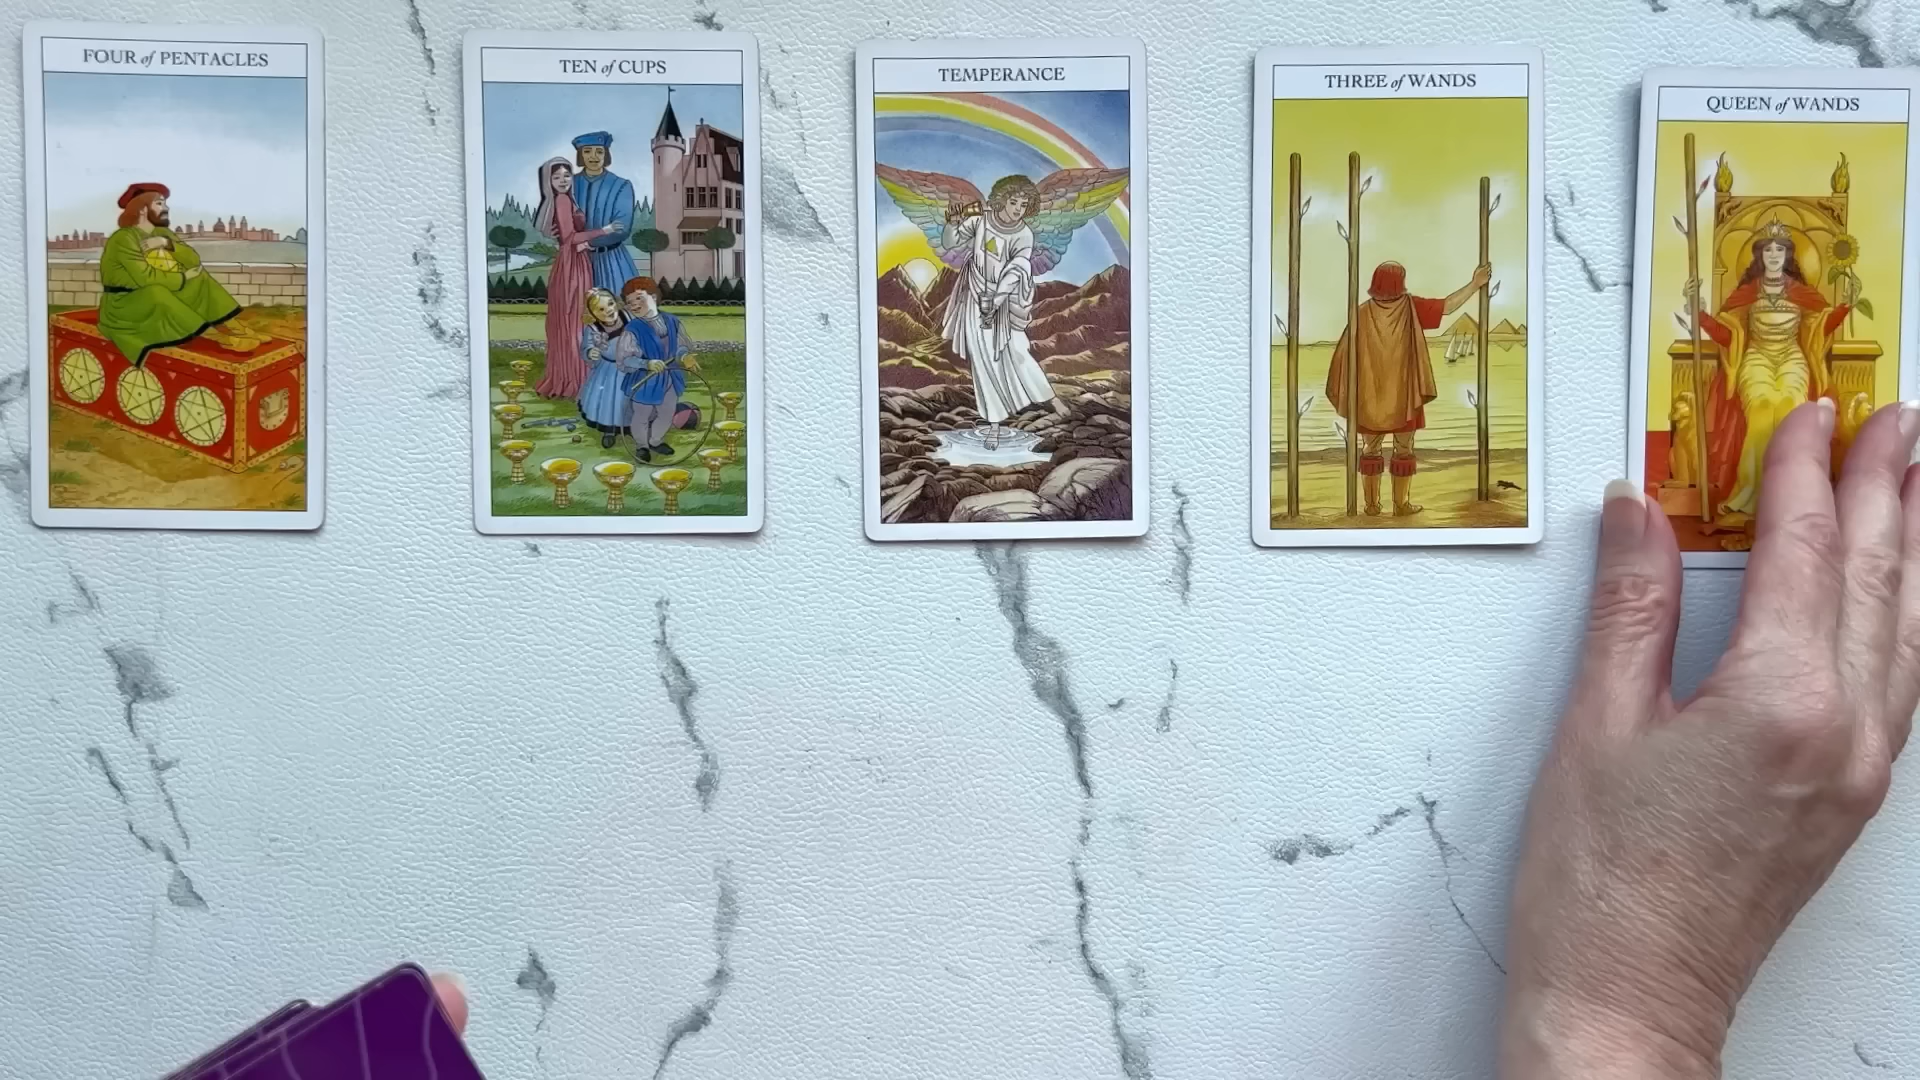 FOUR of PENTACLES
TEN of CUPS
TEMPERANCE
THREE of WANDS
QUEEN of WANDS